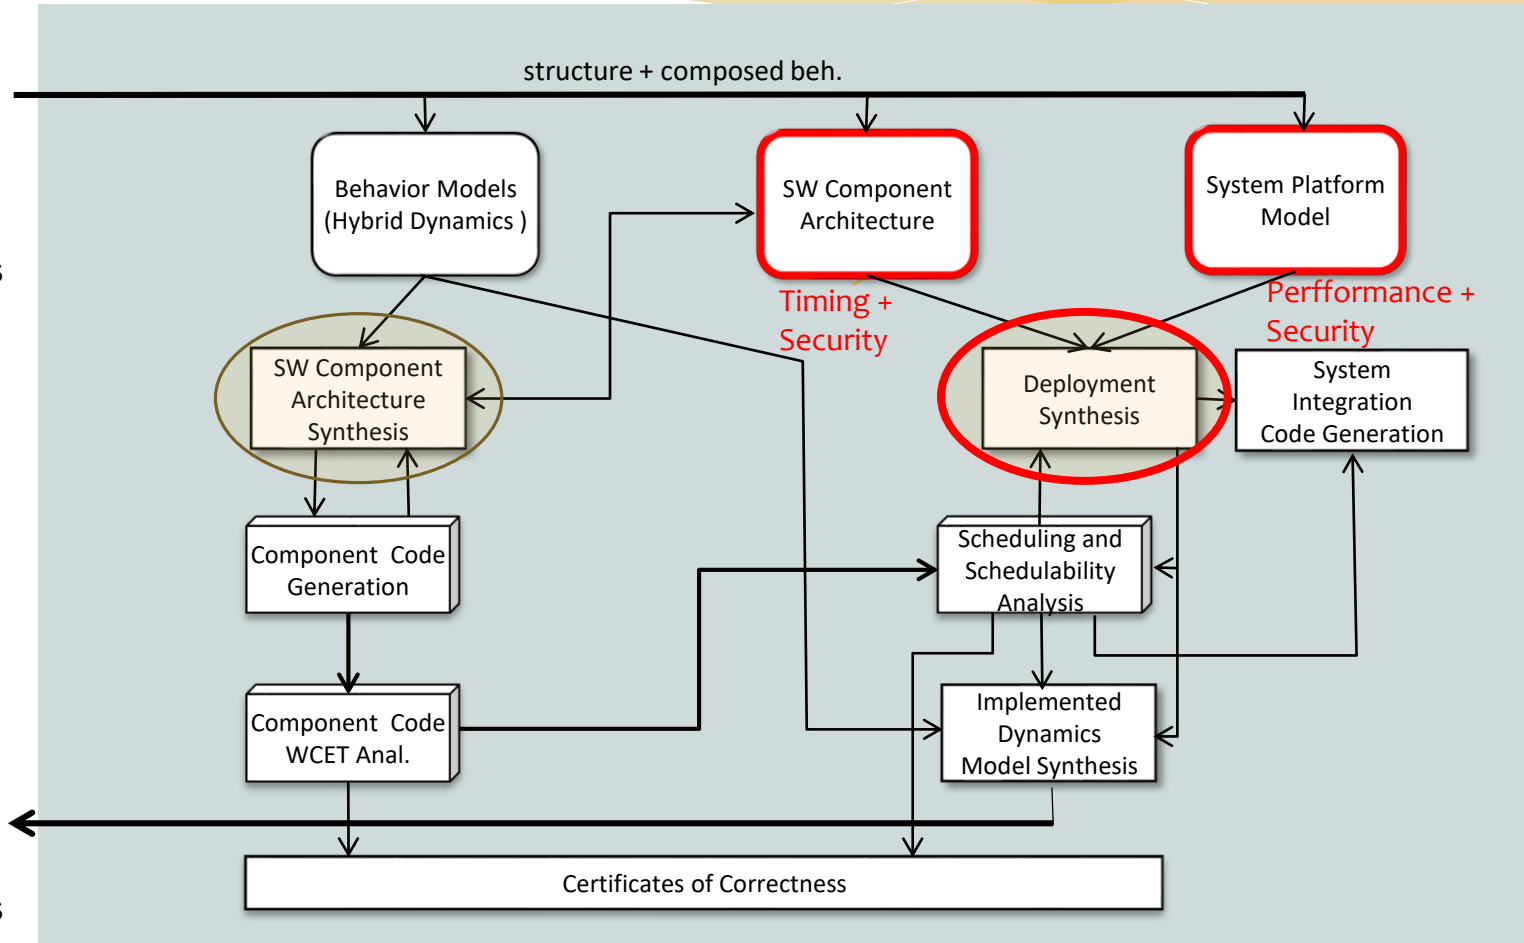 structure + composed beh.
Behavior Models
(Hybrid Dynamics )
SW Component
Architecture
System Platform
Model
s
Timing +
Security
Perfformance +
Security
SW Component
Architecture
Synthesis
Deployment
Synthesis
System
Integration
Code Generation
Component Code
Generation
Scheduling and
Schedulability
Analysis
Component Code
WCET Anal.
Implemented
Dynamics
Model Synthesis
Certificates of Correctness
s